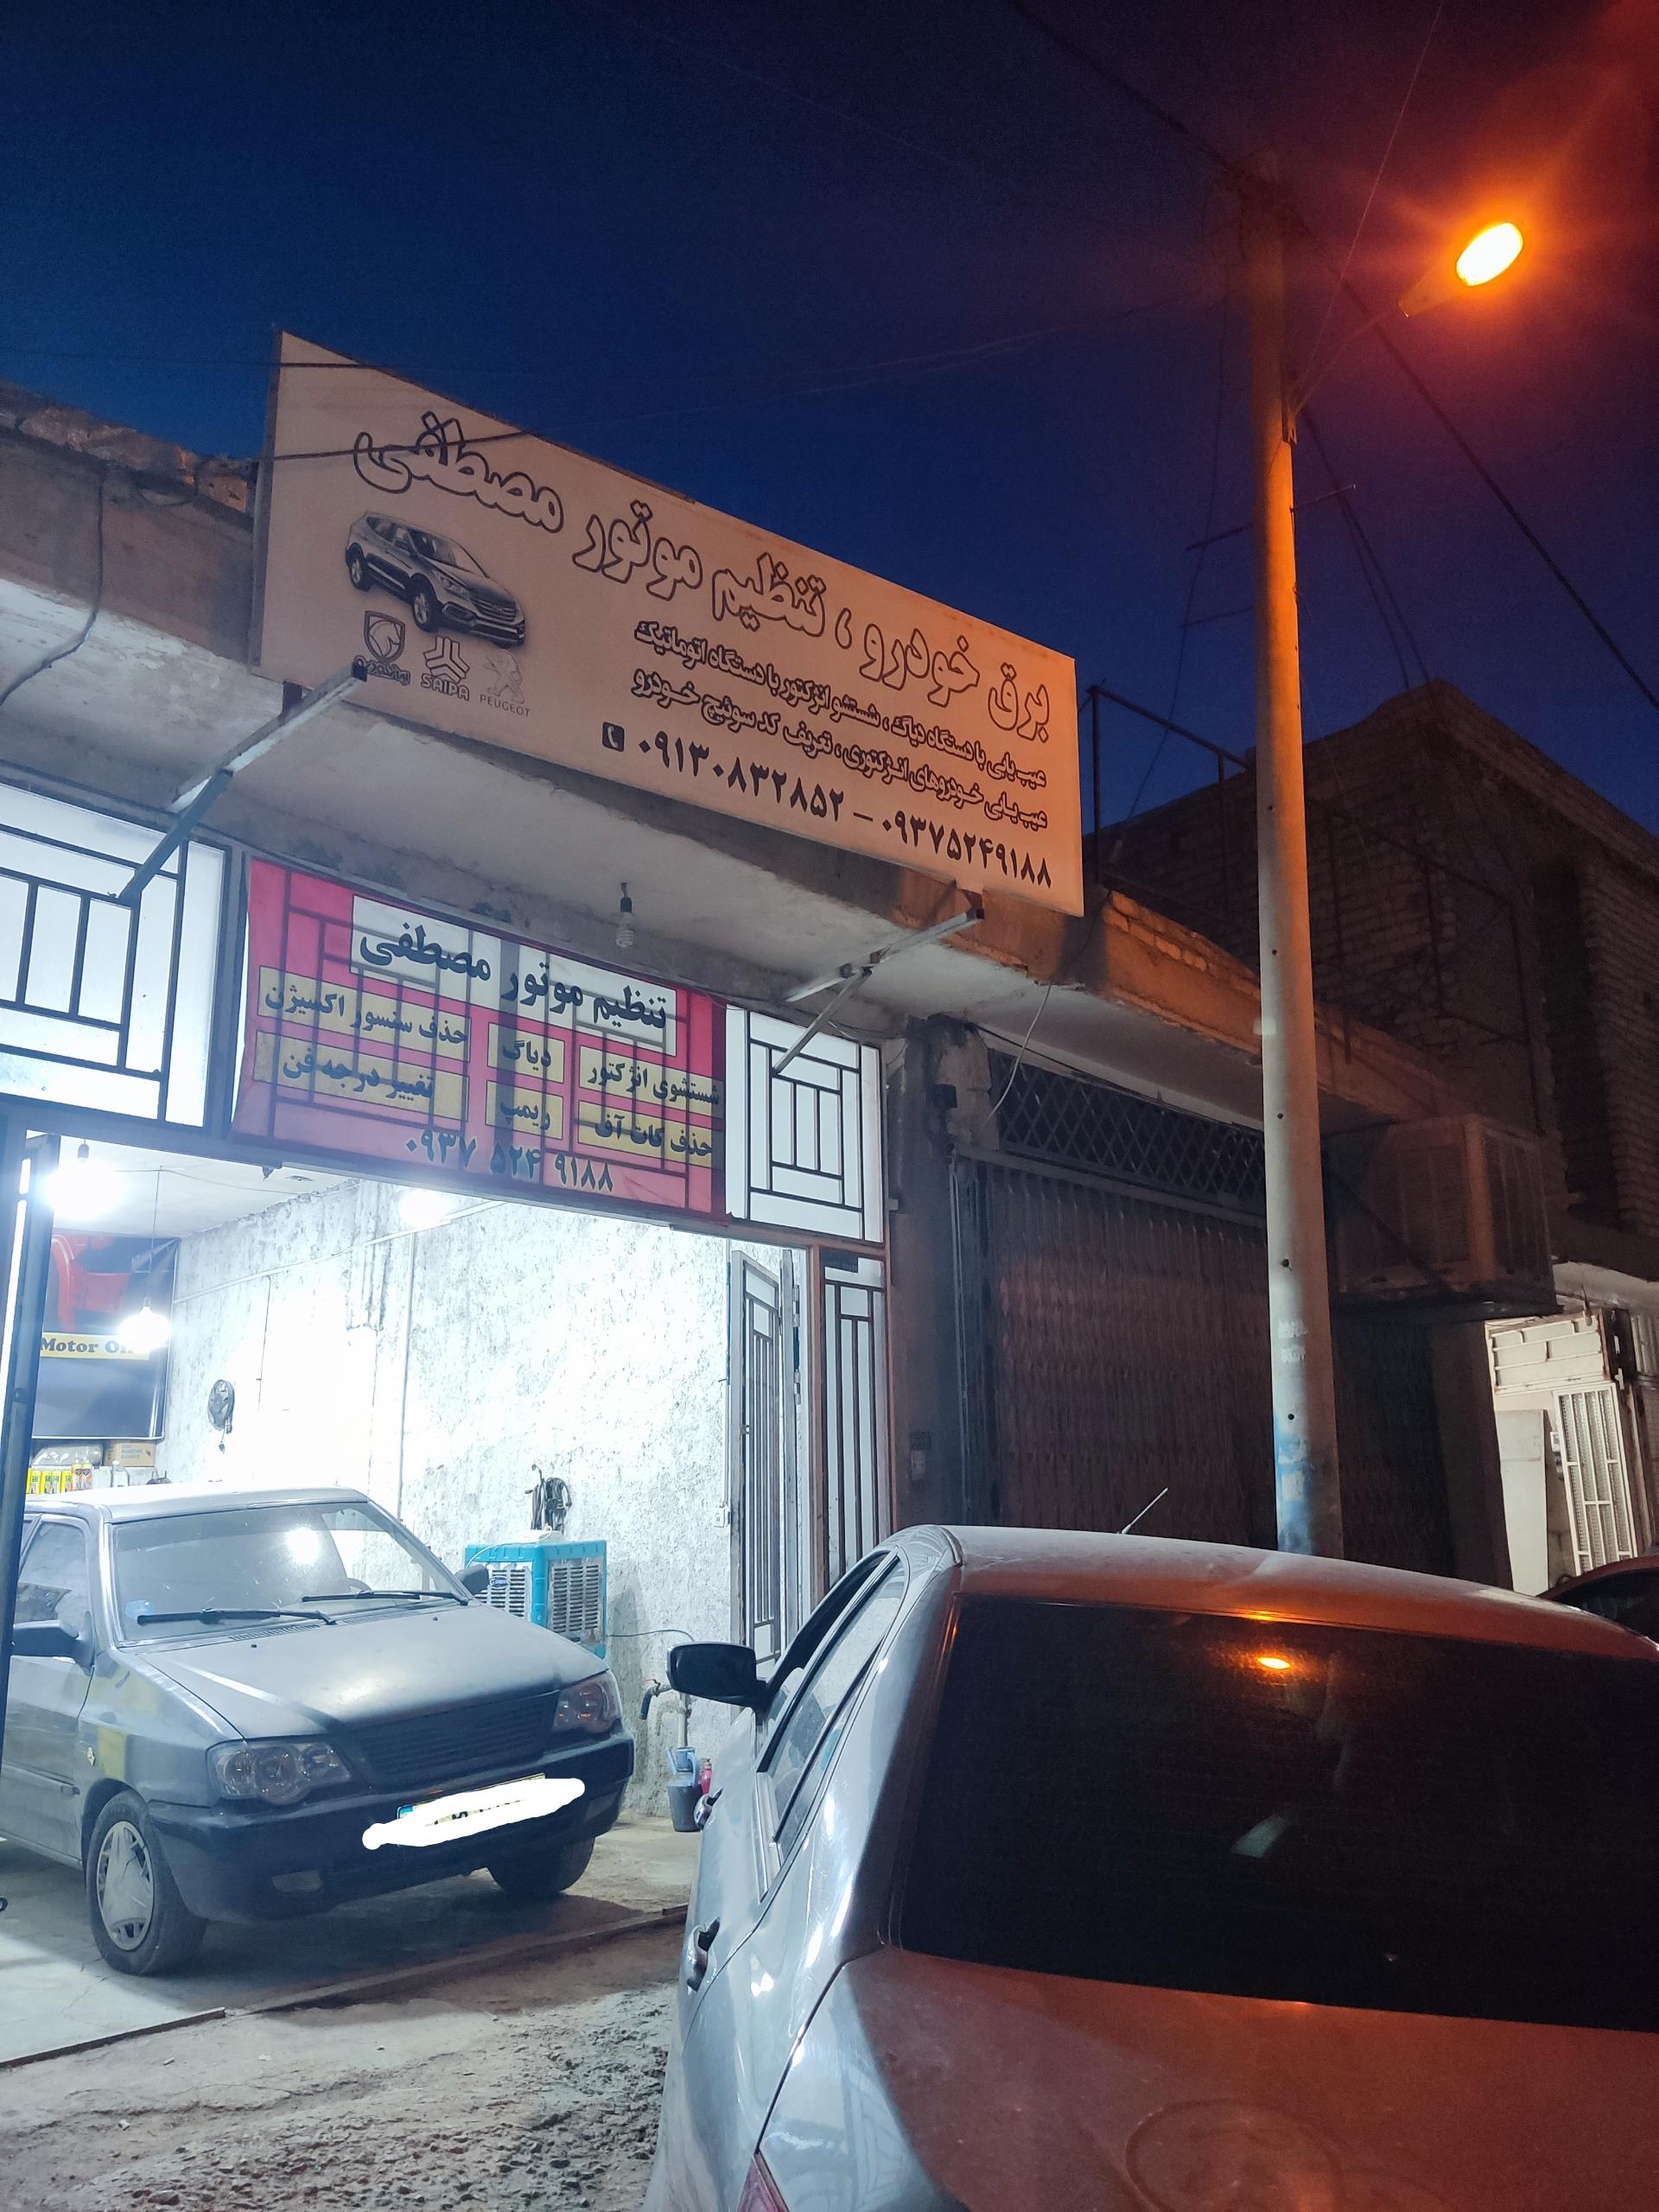 برق خودرو ، تنظیم موتور مصطفی
عیب یابی با دستگاه دیاگ ، شستشو انژکتور با دستگاه اتوماتیک
عیب یابی خودروهای انژکتوری ، تعریف کد سوئیچ خودرو
۰۹۱۳۰۸۳۲۸۵۲ – ۰۹۳۷۵۲۴۹۱۸۸
SAIPA
PEUGEOT
تنظیم موتور مصطفی
شستشوی انژکتور
دیاگ
حذف سنسور اکسیژن
حذف کات آف
ریمپ
تغییر درجه فن
۰۹۳۷ ۵۲۴ ۹۱۸۸
Motor Oil